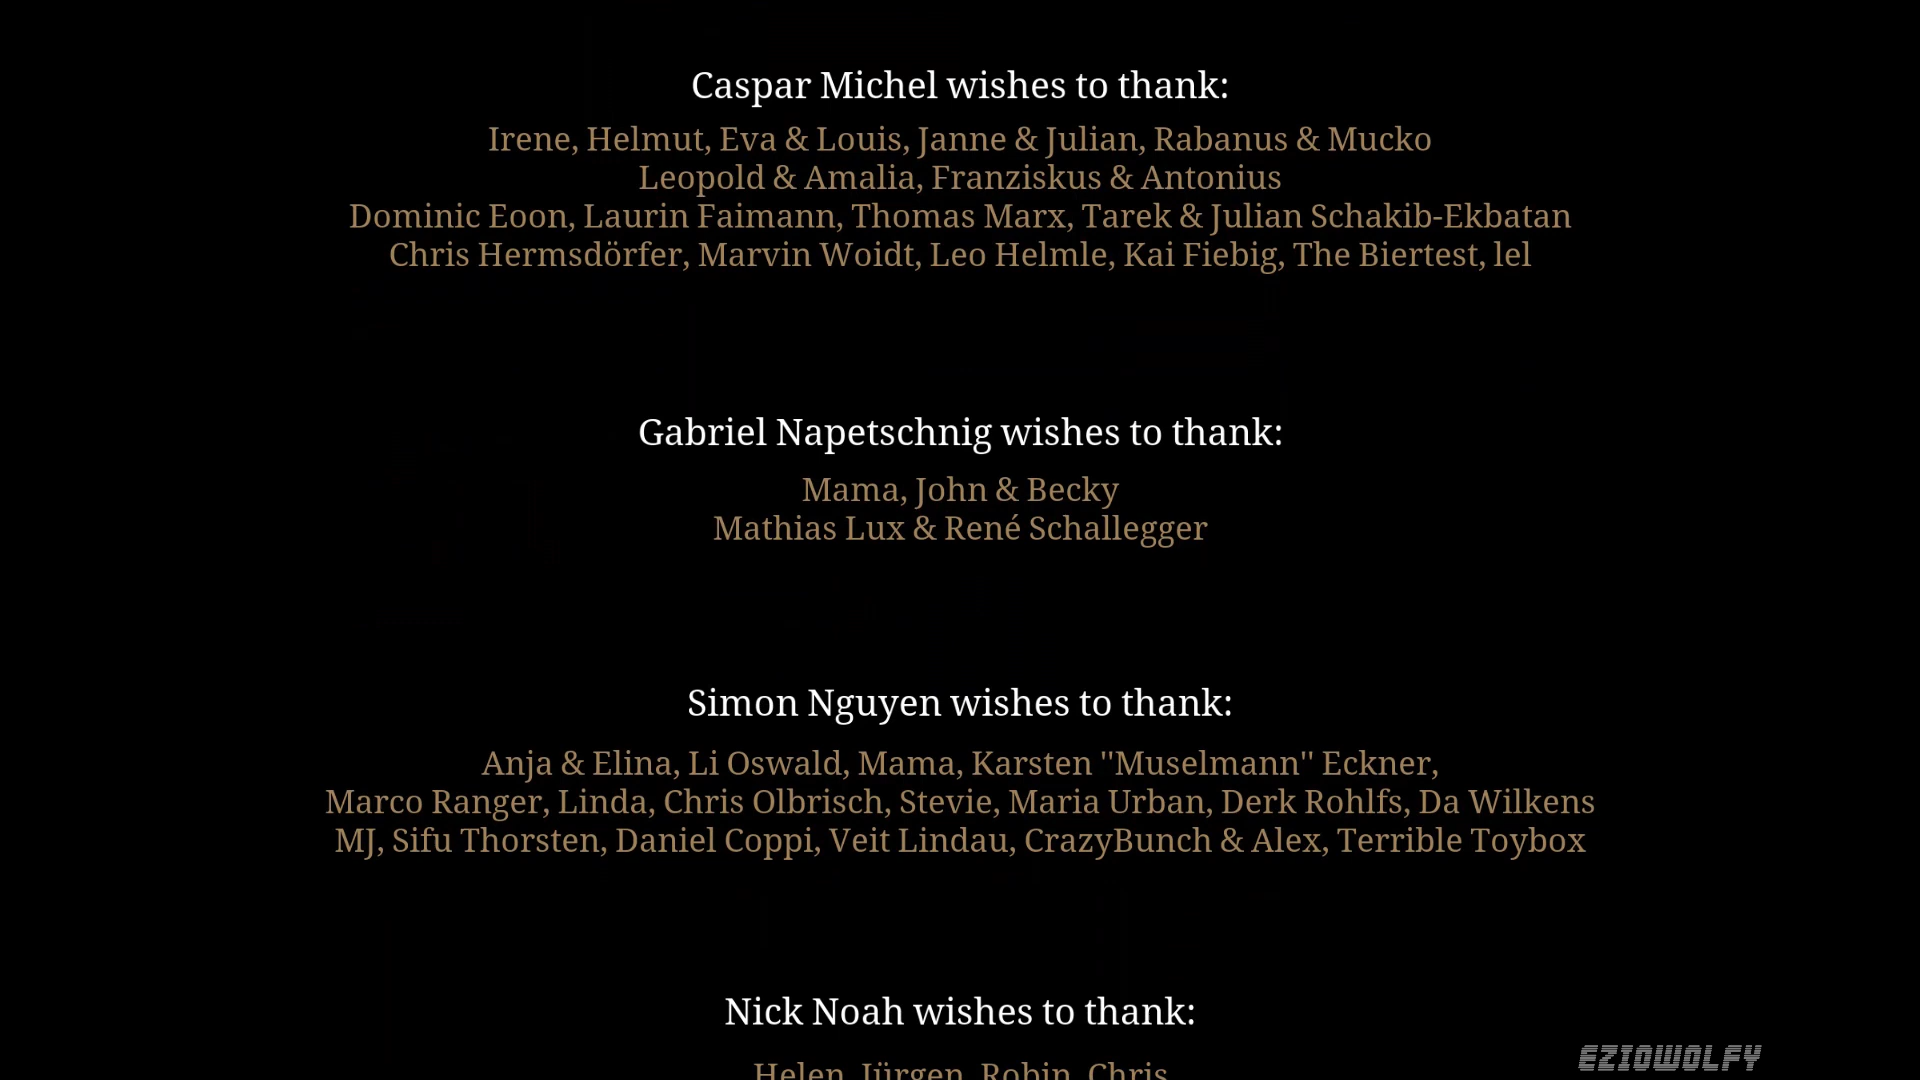 Caspar Michel wishes to thank:
Irene, Helmut, Eva & Louis, Janne & Julian, Rabanus & Mucko
Leopold & Amalia, Franziskus & Antonius
Dominic Eoon, Laurin Faimann, Thomas Marx, Tarek & Julian Schakib-Ekbatan
Chris Hermsdörfer, Marvin Woidt, Leo Helmle, Kai Fiebig, The Biertest, lel
Gabriel Napetschnig wishes to thank:
Mama, John & Becky
Mathias Lux & René Schallegger
Simon Nguyen wishes to thank:
Anja & Elina, Li Oswald, Mama, Karsten "Muselmann" Eckner,
Marco Ranger, Linda, Chris Olbrisch, Stevie, Maria Urban, Derk Rohlfs, Da Wilkens
MJ, Sifu Thorsten, Daniel Coppi, Veit Lindau, CrazyBunch & Alex, Terrible Toybox
Nick Noah wishes to thank:
Helen, Jürgen, Robin, Chris
EZIOWOLFY